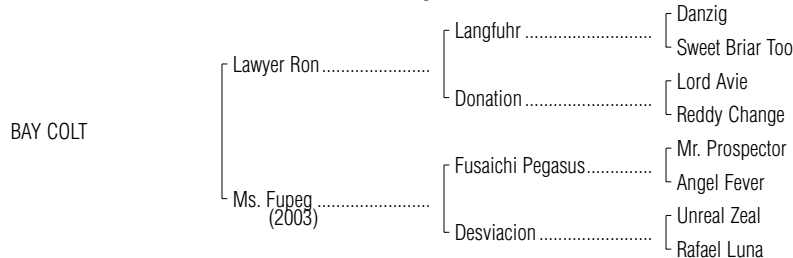 Danzig
Langfuhr ..............................
Sweet Briar Too
Lawyer Ron.........................
Lord Avie
Donation ..............................
Reddy Change
BAY COLT
Mr. Prospector
Fusaichi Pegasus...............
Angel Fever
Ms. Fupeg ..........................
(2003)
Unreal Zeal
Desviacion ..........................
Rafael Luna